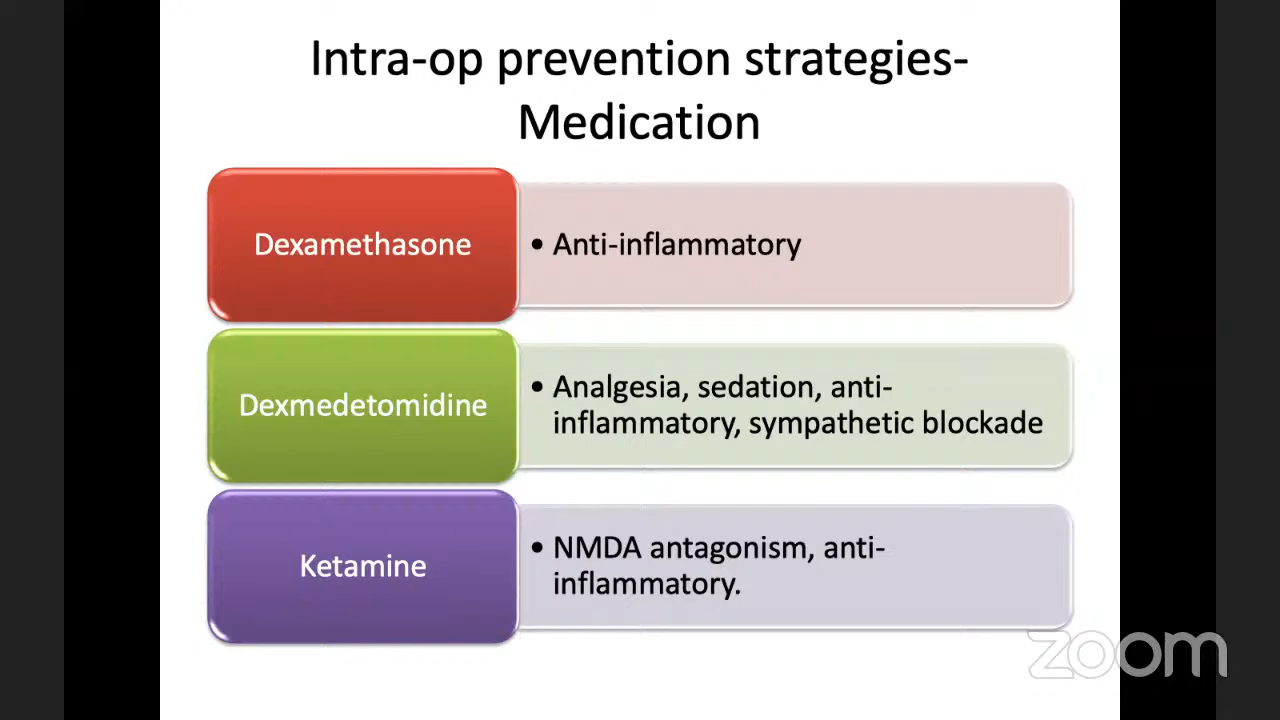 Intra-op prevention strategies-
Medication
Dexamethasone
• Anti-inflammatory
Dexmedetomidine
• Analgesia, sedation, anti-
inflammatory, sympathetic blockade
Ketamine
• NMDA antagonism, anti-
inflammatory.
zoom